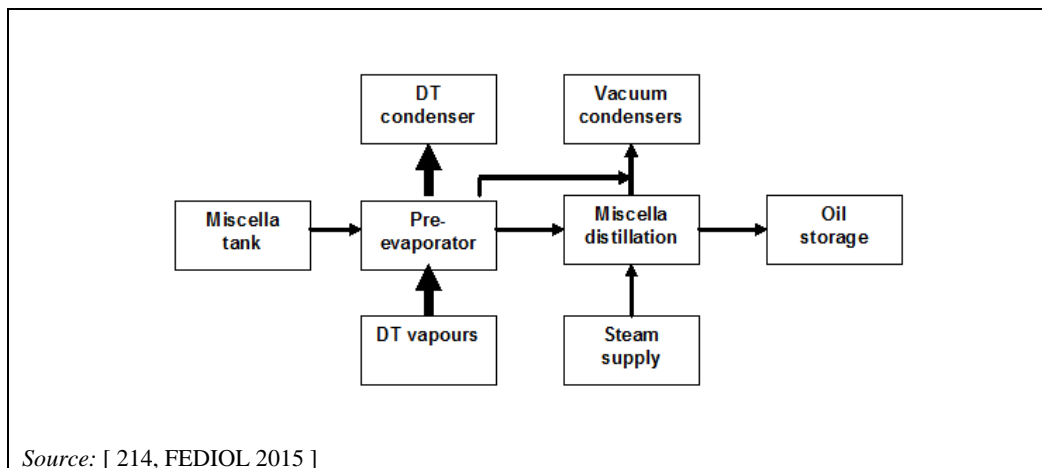 DT
condenser
Vacuum
condensers
Miscella
tank
Pre-
evaporator
Miscella
distillation
Oil
storage
DT vapours
Steam
supply
Source: [ 214, FEDIOL 2015 ]